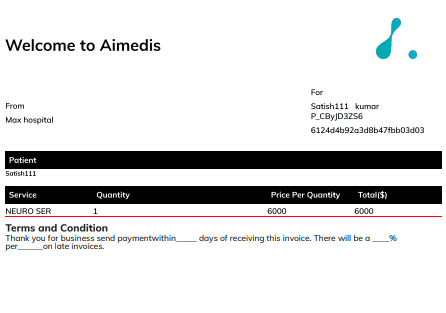 Welcome to Aimedis
For
From
Satish111 kumar
P_CByJD3ZS6
Max hospital
6124d4b92a3d8b47fbb03d03
Patient
Satish111
Service Quantity Price Per Quantity Total($)
NEURO SER 1 6000 6000
Terms and Condition
Thank you for business send paymentwithin_____ days of receiving this invoice. There will be a ____%
per______on late invoices.